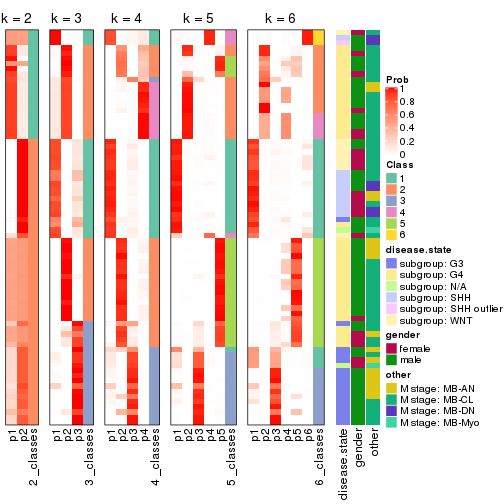 k = 2 k = 3 k = 4 k = 5 k = 6
Prob
1
0.8
0.6
0.4
0.2
0
Class
1
2
3
4
5
6
disease.state
subgroup: G3
subgroup: G4
subgroup: N/A
subgroup: SHH
subgroup: SHH outlier
subgroup: WNT
gender
female
male
other
M stage: MB-AN
M stage: MB-CL
M stage: MB-DN
M stage: MB-Myo
p1
p2
2_classes
p1
p2
p3
3_classes
p1
p2
p3
p4
4_classes
p1
p2
p3
p4
p5
5_classes
p1
p2
p3
p4
p5
p6
6_classes
disease.state
gender
other